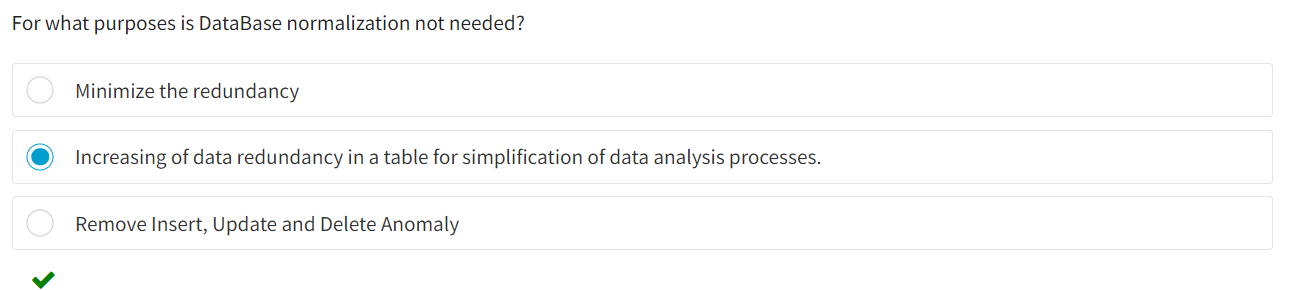 For what purposes is DataBase normalization not needed?
Minimize the redundancy
Increasing of data redundancy in a table for simplification of data analysis processes.
Remove Insert, Update and Delete Anomaly